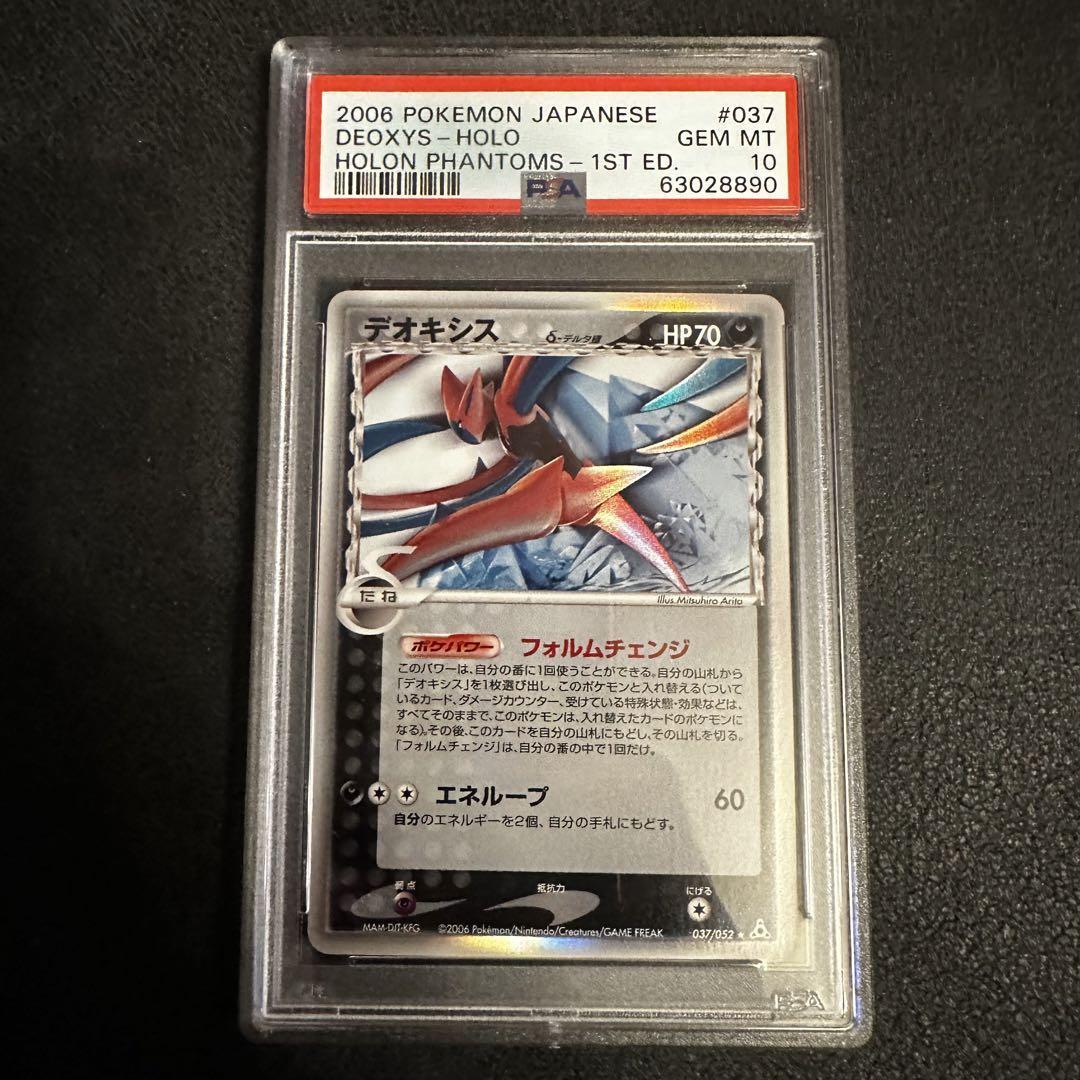 2006 POKEMON JAPANESE #037
DEOXYS - HOLO GEM MT
HOLON PHANTOMS - 1ST ED. 10
PSA 63028890
デオキシス δ-デルタ種 HP70
δ
たね
Illus. Mitsuhiro Arita
ポケパワー フォルムチェンジ
このパワーは、自分の番に1回使うことができる。自分の山札から
「デオキシス」を1枚選び出し、このポケモンと入れ替える(ついて
いるカード、ダメージカウンター、受けている特殊状態・効果などは、
すべてそのままで、このポケモンは、入れ替えたカードのポケモンに
なる)。その後、このカードを自分の山札にもどし、その山札を切る。
「フォルムチェンジ」は、自分の番の中で1回だけ。
エネループ 60
自分のエネルギーを2個、自分の手札にもどす。
弱点 抵抗力 にげる
MAM-DJT-KFG ©2006 Pokémon/Nintendo/Creatures/GAME FREAK 037/052 ★
PSA